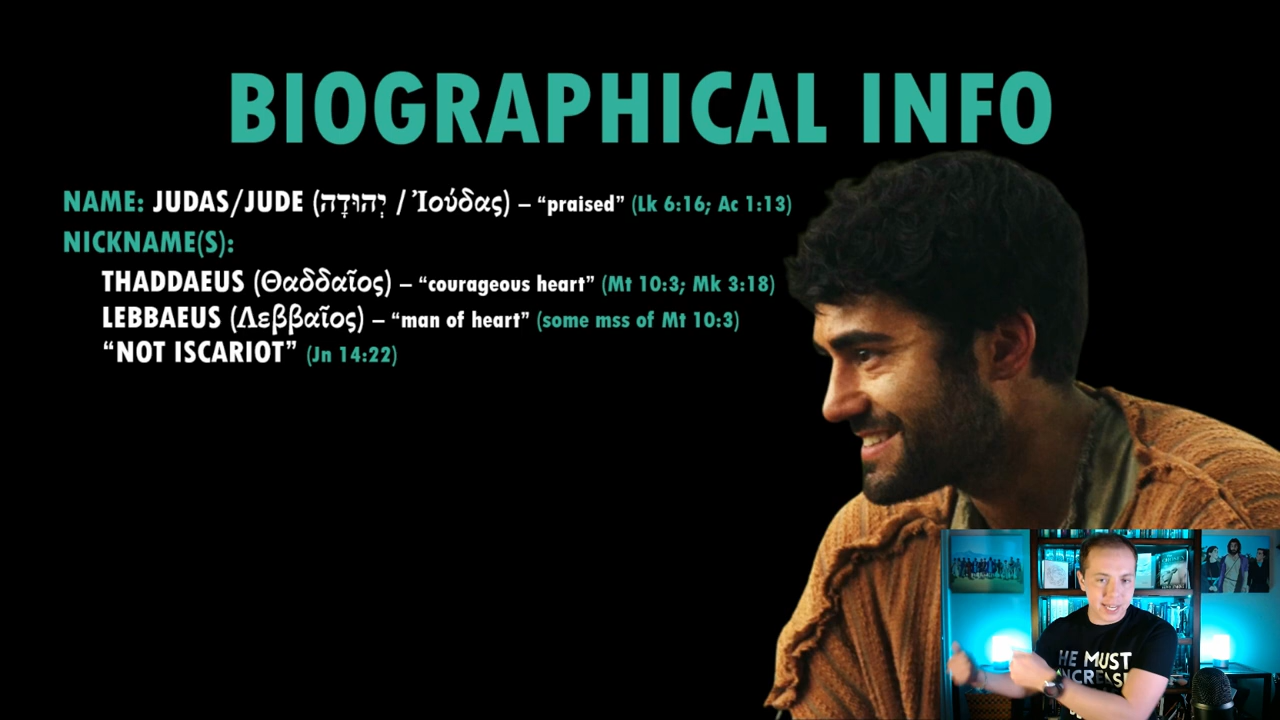 BIOGRAPHICAL INFO
NAME: JUDAS/JUDE (יְהוּדָה / Ἰούδας) – “praised” (Lk 6:16; Ac 1:13)
NICKNAME(S):
THADDAEUS (Θαδδαῖος) – “courageous heart” (Mt 10:3; Mk 3:18)
LEBBAEUS (Λεββαῖος) – “man of heart” (some mss of Mt 10:3)
“NOT ISCARIOT” (Jn 14:22)
HE MUST
INCREASE